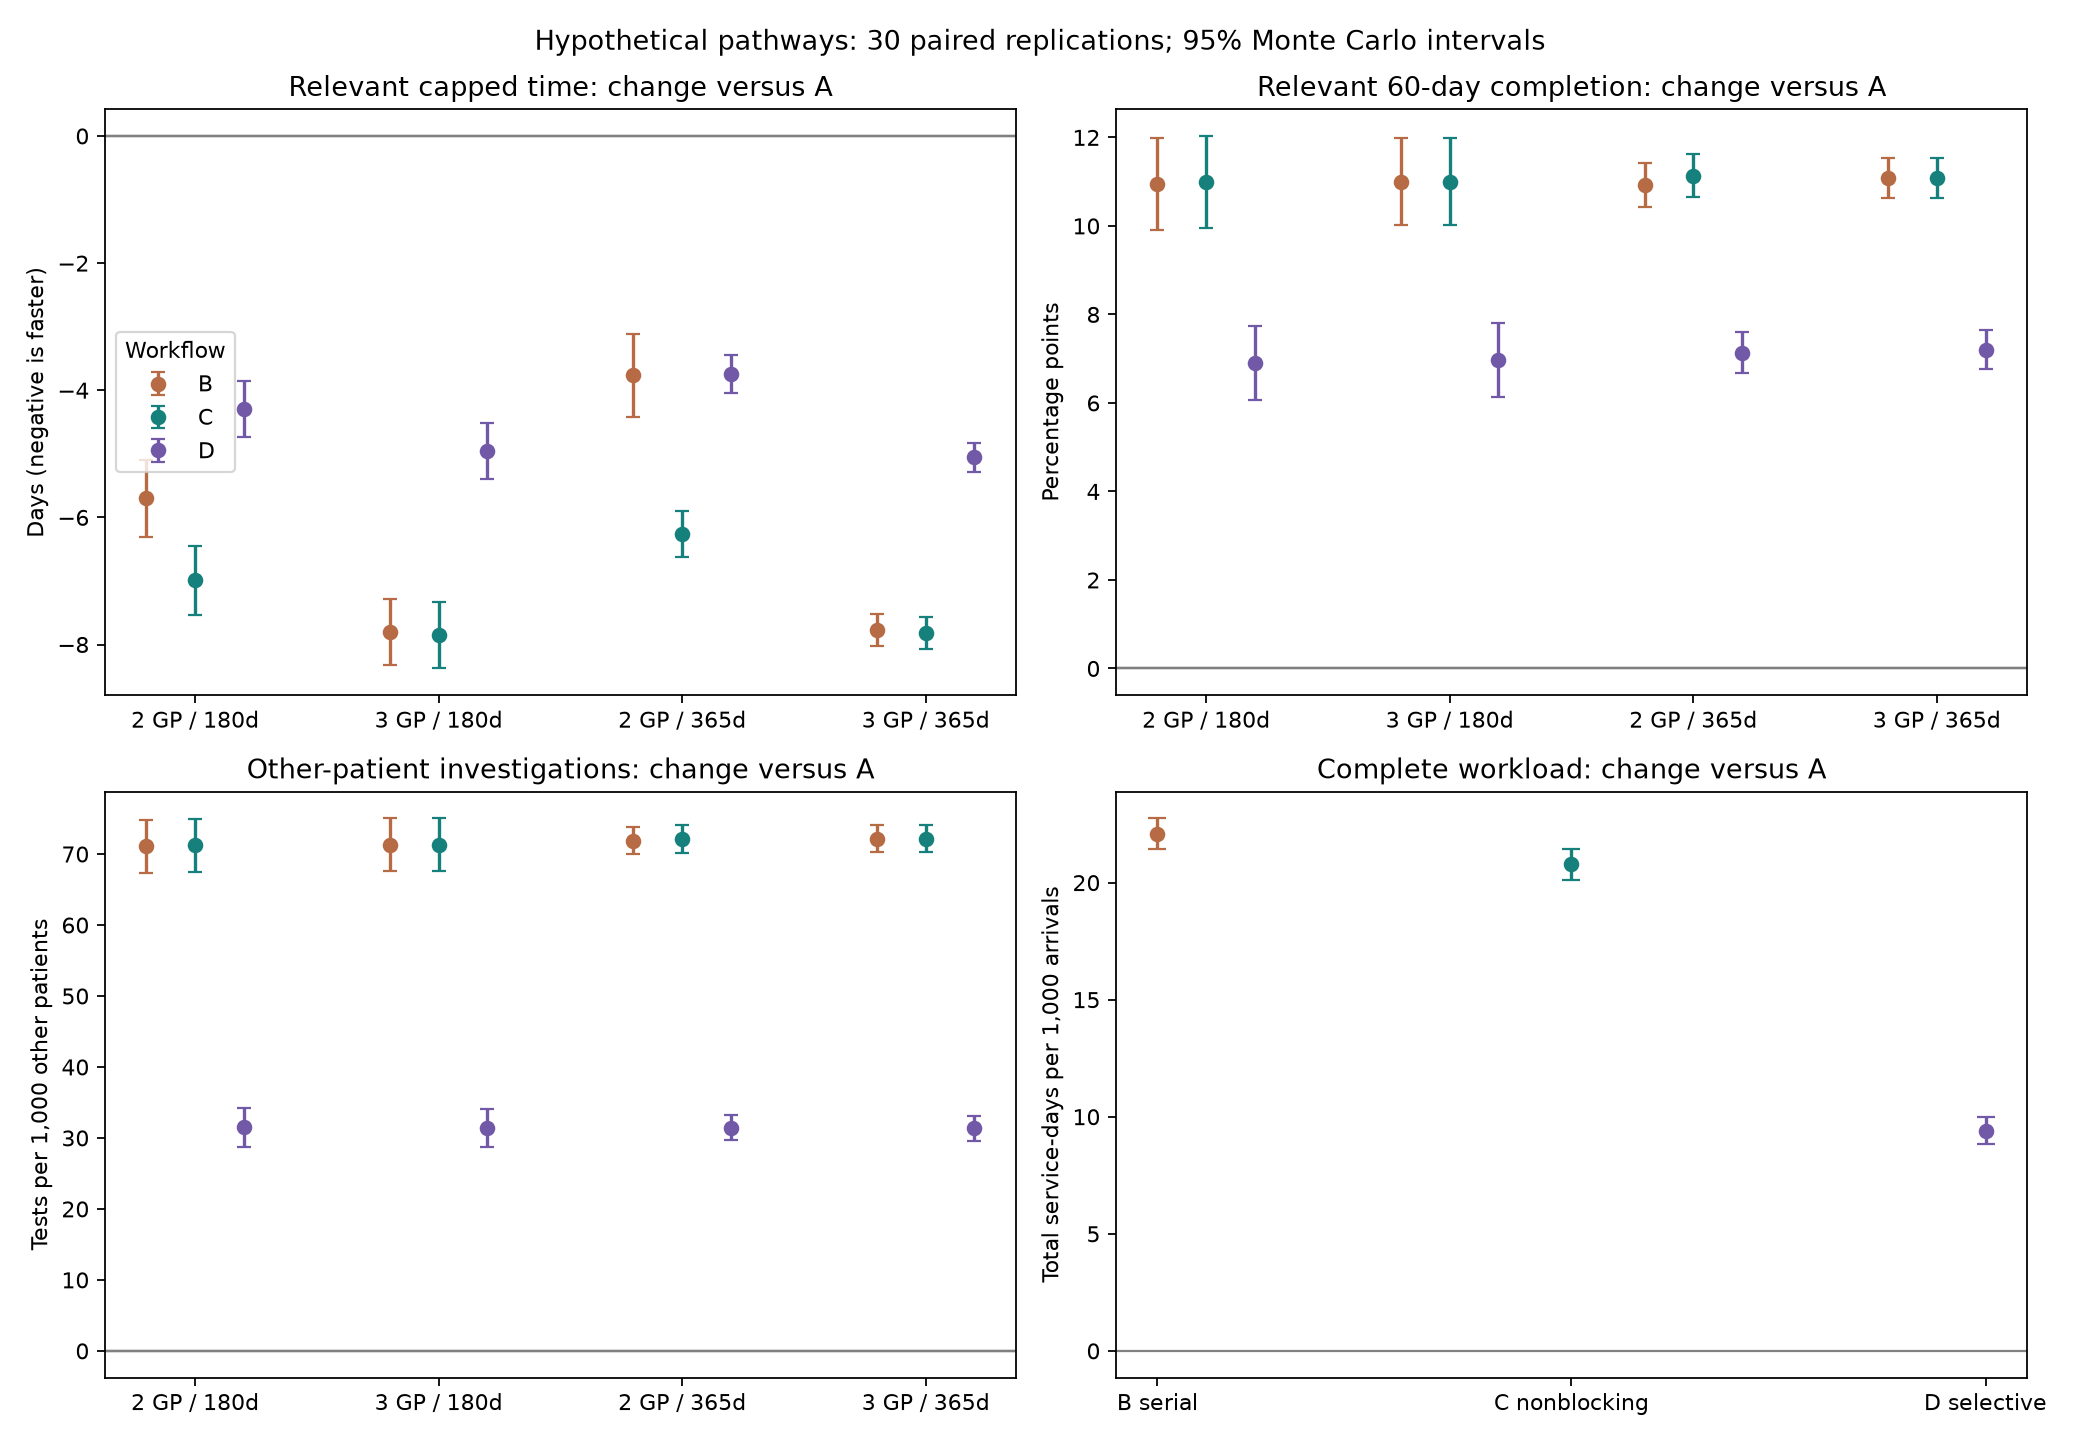 Hypothetical pathways: 30 paired replications; 95% Monte Carlo intervals
Relevant capped time: change versus A
Days (negative is faster)
0
−2
−4
−6
−8
Workflow
B
C
D
2 GP / 180d
3 GP / 180d
2 GP / 365d
3 GP / 365d
Relevant 60-day completion: change versus A
Percentage points
12
10
8
6
4
2
0
2 GP / 180d
3 GP / 180d
2 GP / 365d
3 GP / 365d
Other-patient investigations: change versus A
Tests per 1,000 other patients
70
60
50
40
30
20
10
0
2 GP / 180d
3 GP / 180d
2 GP / 365d
3 GP / 365d
Complete workload: change versus A
Total service-days per 1,000 arrivals
20
15
10
5
0
B serial
C nonblocking
D selective